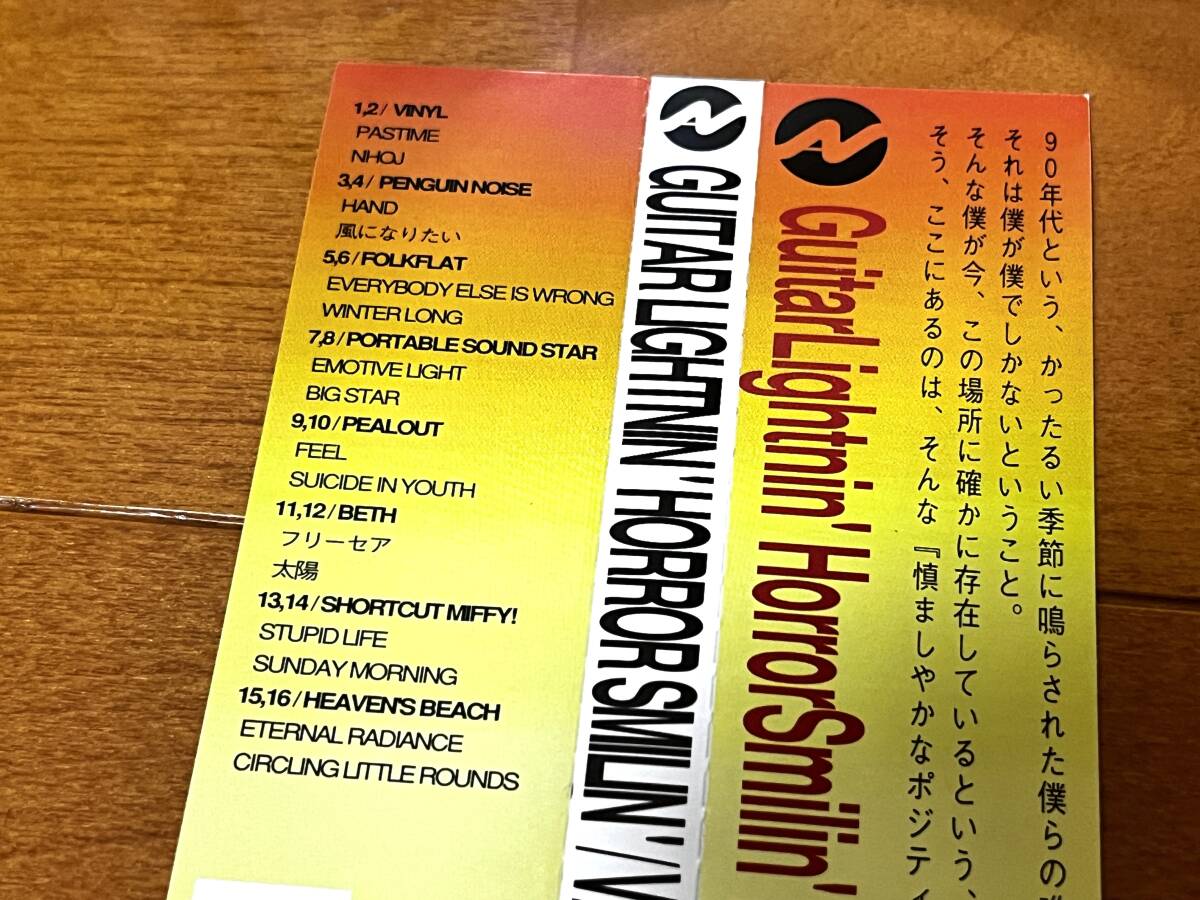 1,2 / VINYL
PASTIME
NHOJ
3,4 / PENGUIN NOISE
HAND
風になりたい
5,6 / FOLKFLAT
EVERYBODY ELSE IS WRONG
WINTER LONG
7,8 / PORTABLE SOUND STAR
EMOTIVE LIGHT
BIG STAR
9,10 / PEALOUT
FEEL
SUICIDE IN YOUTH
11,12 / BETH
フリーセア
太陽
13,14 / SHORTCUT MIFFY!
STUPID LIFE
SUNDAY MORNING
15,16 / HEAVEN'S BEACH
ETERNAL RADIANCE
CIRCLING LITTLE ROUNDS
GUITAR LIGHTNIN' HORROR SMILIN' / V
GuitarLightnin' HorrorSmilin'
90年代という、かったるい季節に鳴らされた僕らの
それは僕が僕でしかないということ。
そんな僕が今、この場所に確かに存在しているという、
そう、ここにあるのは、そんな『慎ましやかなポジティ